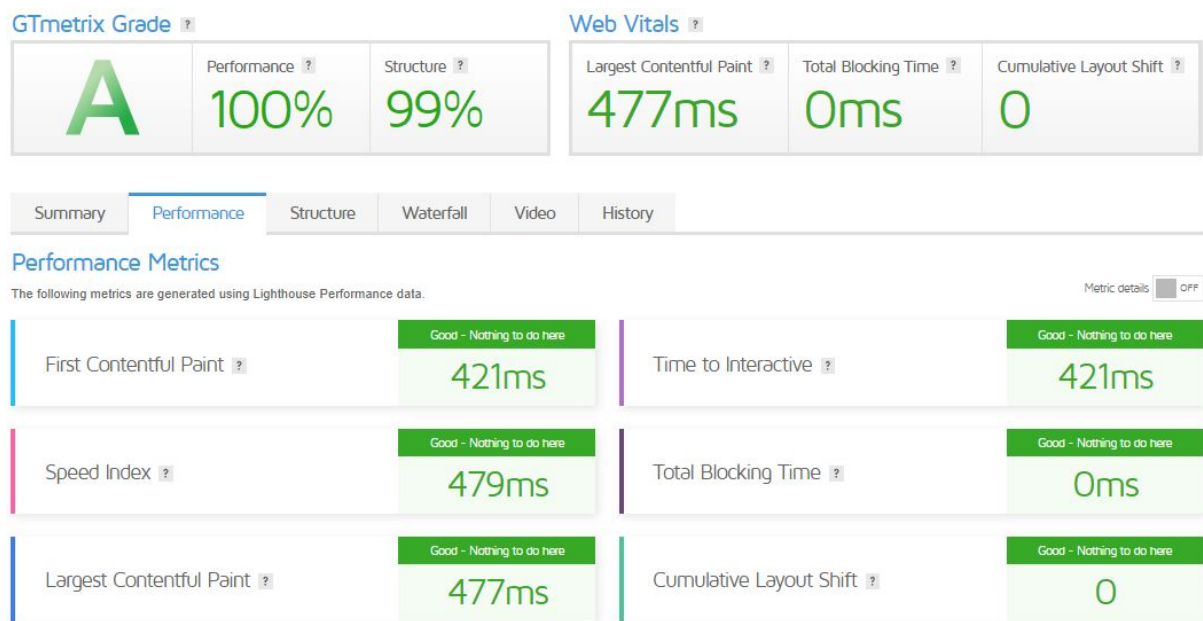 GTmetrix Grade ?
Web Vitals ?
A
Performance ?
100%
Structure ?
99%
Largest Contentful Paint ?
477ms
Total Blocking Time ?
0ms
Cumulative Layout Shift ?
0
Summary
Performance
Structure
Waterfall
Video
History
Performance Metrics
The following metrics are generated using Lighthouse Performance data.
Metric details OFF
First Contentful Paint ?
Good - Nothing to do here
421ms
Time to Interactive ?
Good - Nothing to do here
421ms
Speed Index ?
Good - Nothing to do here
479ms
Total Blocking Time ?
Good - Nothing to do here
0ms
Largest Contentful Paint ?
Good - Nothing to do here
477ms
Cumulative Layout Shift ?
Good - Nothing to do here
0